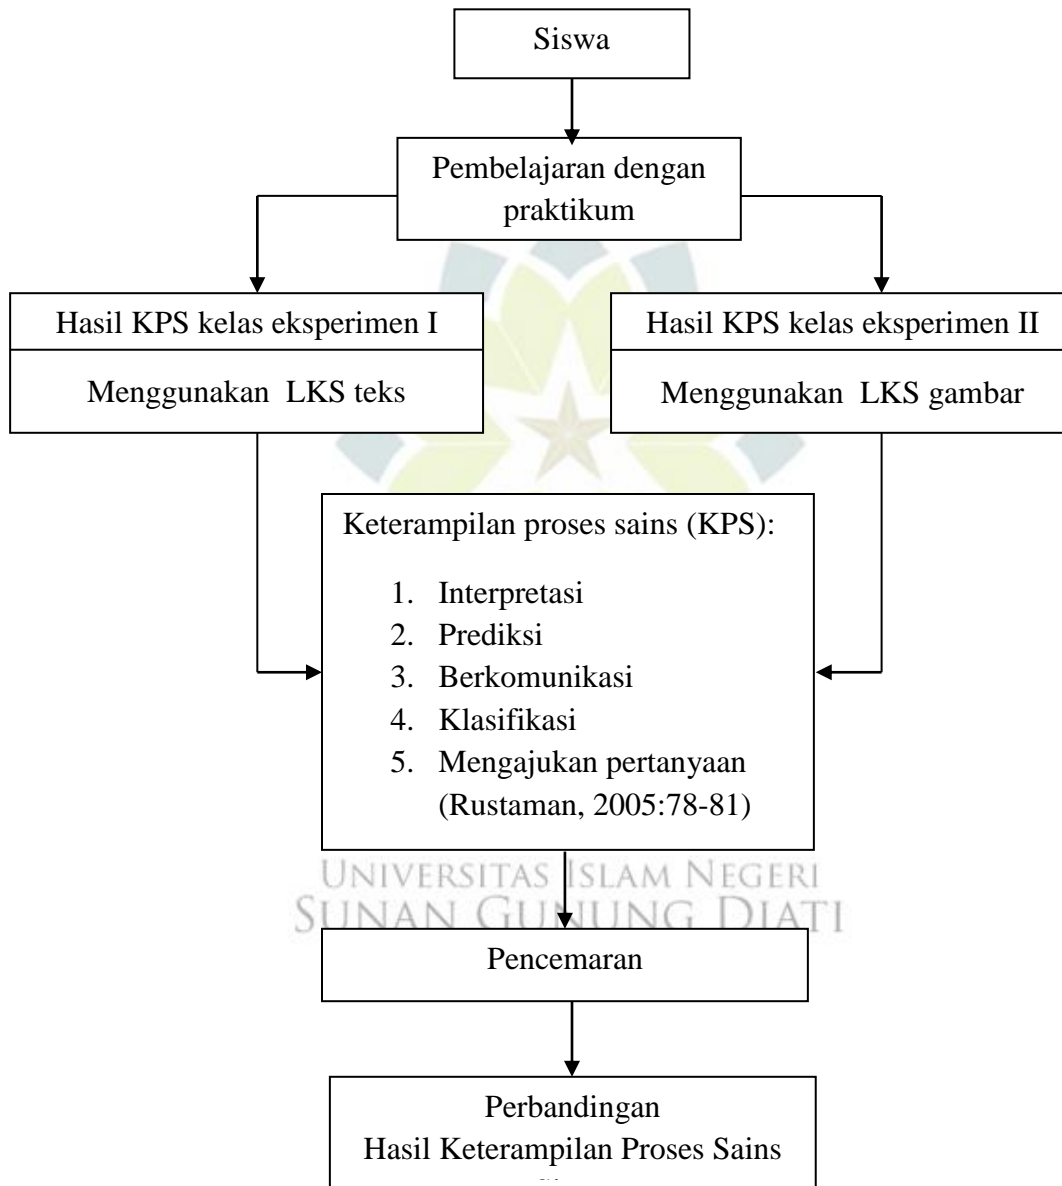 Siswa
Pembelajaran dengan
praktikum
Hasil KPS kelas eksperimen I
Menggunakan LKS teks
Hasil KPS kelas eksperimen II
Menggunakan LKS gambar
Keterampilan proses sains (KPS):
1. Interpretasi
2. Prediksi
3. Berkomunikasi
4. Klasifikasi
5. Mengajukan pertanyaan
(Rustaman, 2005:78-81)
UNIVERSITAS ISLAM NEGERI
SUNAN GUNUNG DJATI
Pencemaran
Perbandingan
Hasil Keterampilan Proses Sains